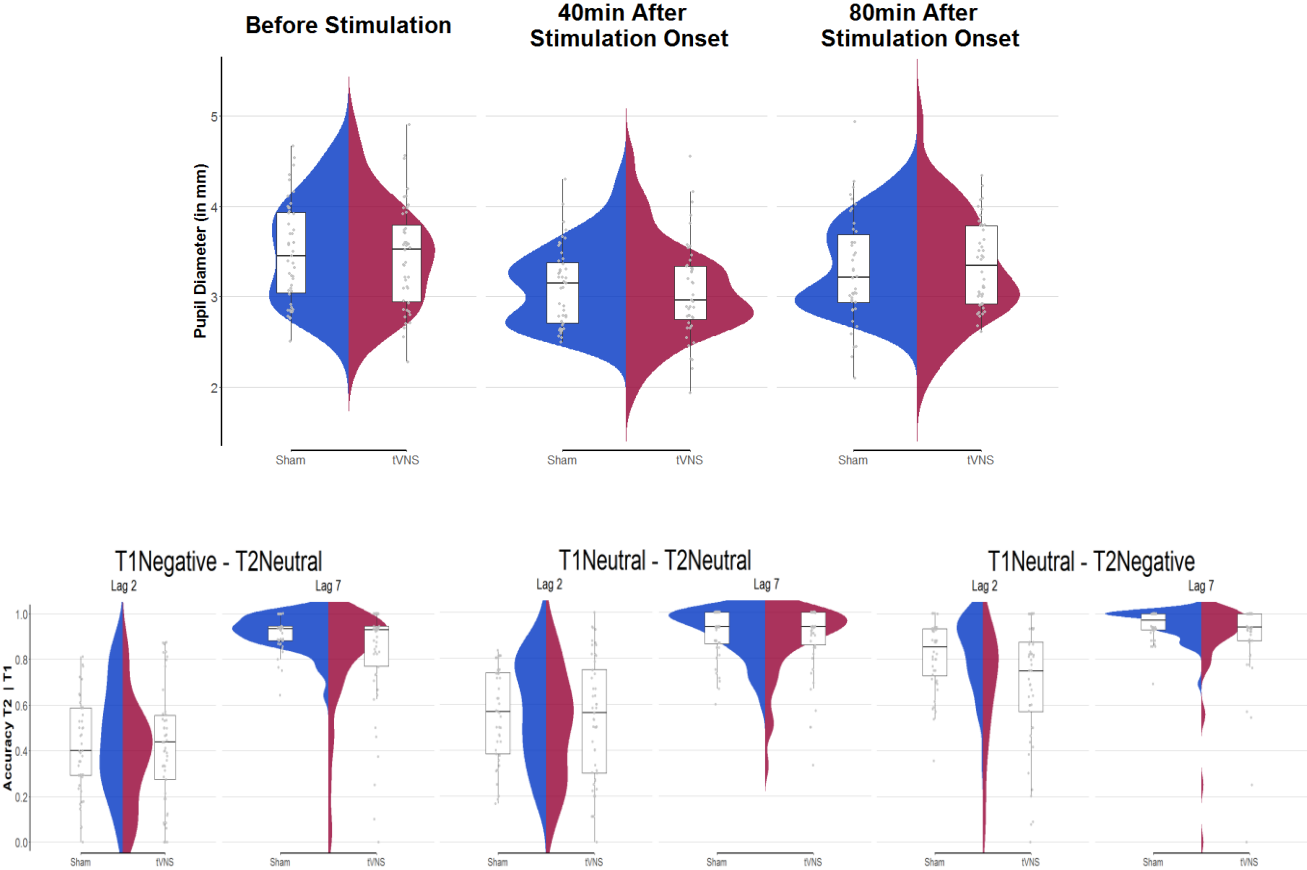 Before Stimulation
40min After
Stimulation Onset
80min After
Stimulation Onset
Pupil Diameter (in mm)
5
4
3
2
Sham tVNS
Sham tVNS
Sham tVNS
T1Negative - T2Neutral
T1Neutral - T2Neutral
T1Neutral - T2Negative
Lag 2 Lag 7
Lag 2 Lag 7
Lag 2 Lag 7
Accuracy T2 | T1
1.0
0.8
0.6
0.4
0.2
0.0
Sham tVNS
Sham tVNS
Sham tVNS
Sham tVNS
Sham tVNS
Sham tVNS